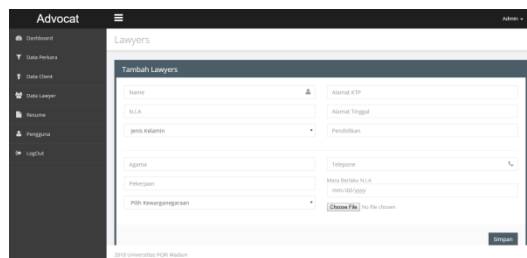 Advocat
Admin
Dashboard
Data Perkara
Data Client
Data Lawyer
Resume
Pengguna
LogOut
Lawyers
Tambah Lawyers
Name
Alamat KTP
N.I.A
Alamat Tinggal
Jenis Kelamin
Pendidikan
Agama
Telepone
Pekerjaan
Masa Berlaku N.I.A
mm/dd/yyyy
Pilih Kewarganegaraan
Choose File No file chosen
Simpan
2018 Universitas PGRI Madiun